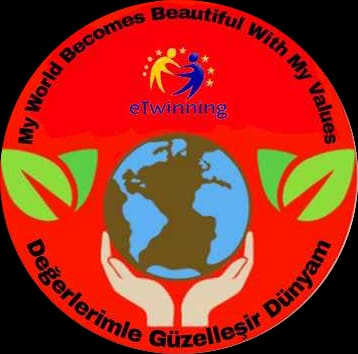 My World Becomes Beautiful With My Values
eTwinning
Değerlerimle Güzelleşir Dünyam